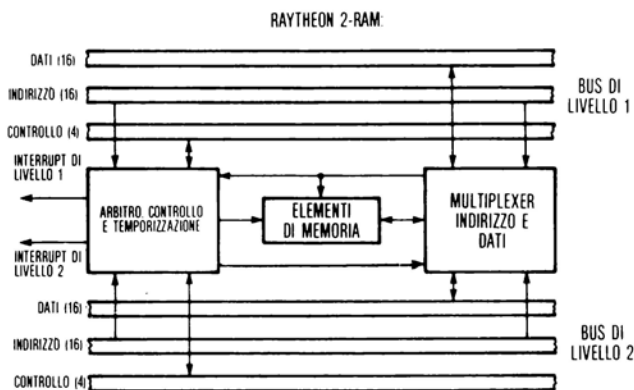 RAYTHEON 2-RAM:
DATI (16)
BUS DI
LIVELLO 1
INDIRIZZO (16)
CONTROLLO (4)
INTERRUPT DI
LIVELLO 1
ARBITRO, CONTROLLO
E TEMPORIZZAZIONE
ELEMENTI
DI MEMORIA
MULTIPLEXER
INDIRIZZO E
DATI
INTERRUPT DI
LIVELLO 2
DATI (16)
INDIRIZZO (16)
BUS DI
LIVELLO 2
CONTROLLO (4)